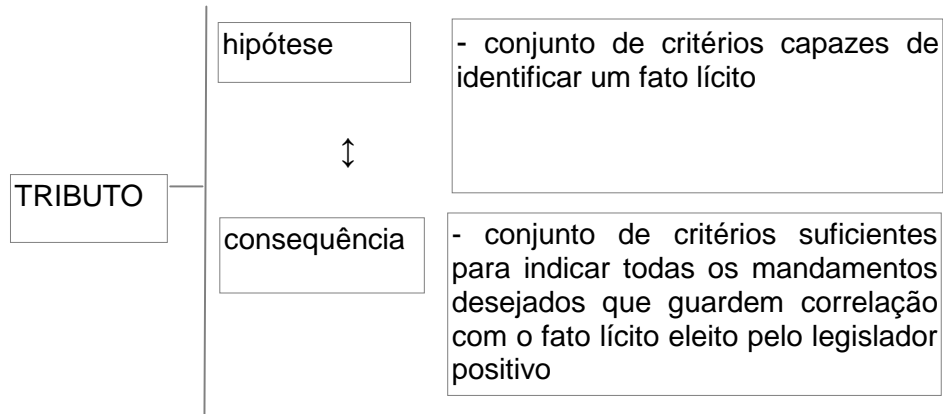 hipótese
- conjunto de critérios capazes de
identificar um fato lícito
↕
TRIBUTO
consequência
- conjunto de critérios suficientes
para indicar todas os mandamentos
desejados que guardem correlação
com o fato lícito eleito pelo legislador
positivo